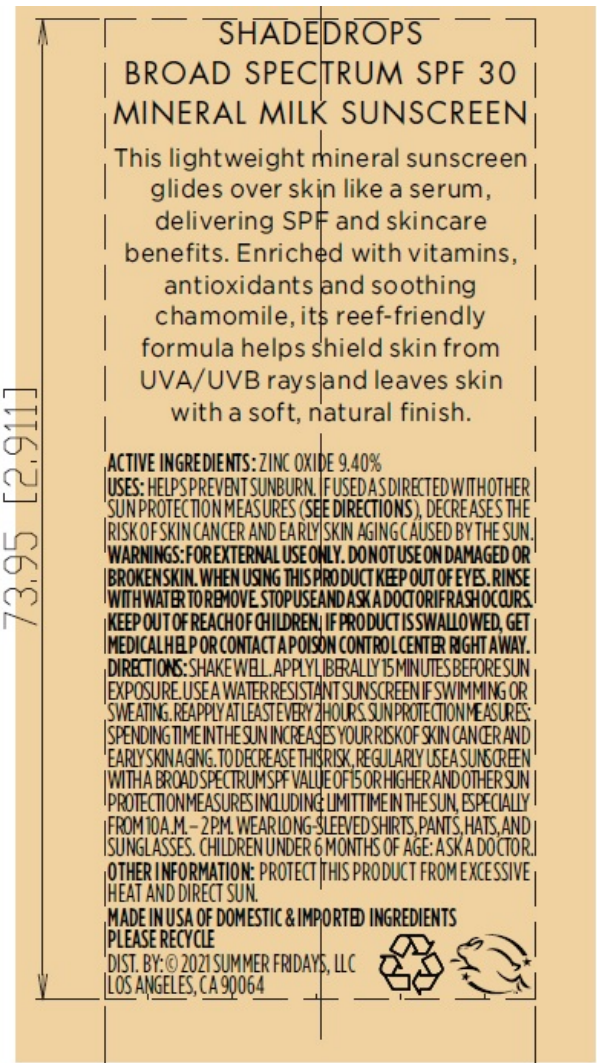 SHADEDROPS
BROAD SPECTRUM SPF 30
MINERAL MILK SUNSCREEN
This lightweight mineral sunscreen
glides over skin like a serum,
delivering SPF and skincare
benefits. Enriched with vitamins,
antioxidants and soothing
chamomile, its reef-friendly
formula helps shield skin from
UVA/UVB rays and leaves skin
with a soft, natural finish.
73.95 [2.911]
ACTIVE INGREDIENTS: ZINC OXIDE 9.40%
USES: HELPS PREVENT SUNBURN. IF USED AS DIRECTED WITH OTHER
SUN PROTECTION MEASURES (SEE DIRECTIONS), DECREASES THE
RISK OF SKIN CANCER AND EARLY SKIN AGING CAUSED BY THE SUN.
WARNINGS: FOR EXTERNAL USE ONLY. DO NOT USE ON DAMAGED OR
BROKEN SKIN. WHEN USING THIS PRODUCT KEEP OUT OF EYES. RINSE
WITH WATER TO REMOVE. STOP USE AND ASK A DOCTOR IF RASH OCCURS.
KEEP OUT OF REACH OF CHILDREN. IF PRODUCT IS SWALLOWED, GET
MEDICAL HELP OR CONTACT A POISON CONTROL CENTER RIGHT AWAY.
DIRECTIONS: SHAKE WELL. APPLY LIBERALLY 15 MINUTES BEFORE SUN
EXPOSURE. USE A WATER RESISTANT SUNSCREEN IF SWIMMING OR
SWEATING. REAPPLY AT LEAST EVERY 2 HOURS. SUN PROTECTION MEASURES:
SPENDING TIME IN THE SUN INCREASES YOUR RISK OF SKIN CANCER AND
EARLY SKIN AGING. TO DECREASE THIS RISK, REGULARLY USE A SUNSCREEN
WITH A BROAD SPECTRUM SPF VALUE OF 15 OR HIGHER AND OTHER SUN
PROTECTION MEASURES INCLUDING: LIMIT TIME IN THE SUN, ESPECIALLY
FROM 10 A.M. – 2 P.M. WEAR LONG-SLEEVED SHIRTS, PANTS, HATS, AND
SUNGLASSES. CHILDREN UNDER 6 MONTHS OF AGE: ASK A DOCTOR.
OTHER INFORMATION: PROTECT THIS PRODUCT FROM EXCESSIVE
HEAT AND DIRECT SUN.
MADE IN USA OF DOMESTIC & IMPORTED INGREDIENTS
PLEASE RECYCLE
DIST. BY: © 2021 SUMMER FRIDAYS, LLC
LOS ANGELES, CA 90064